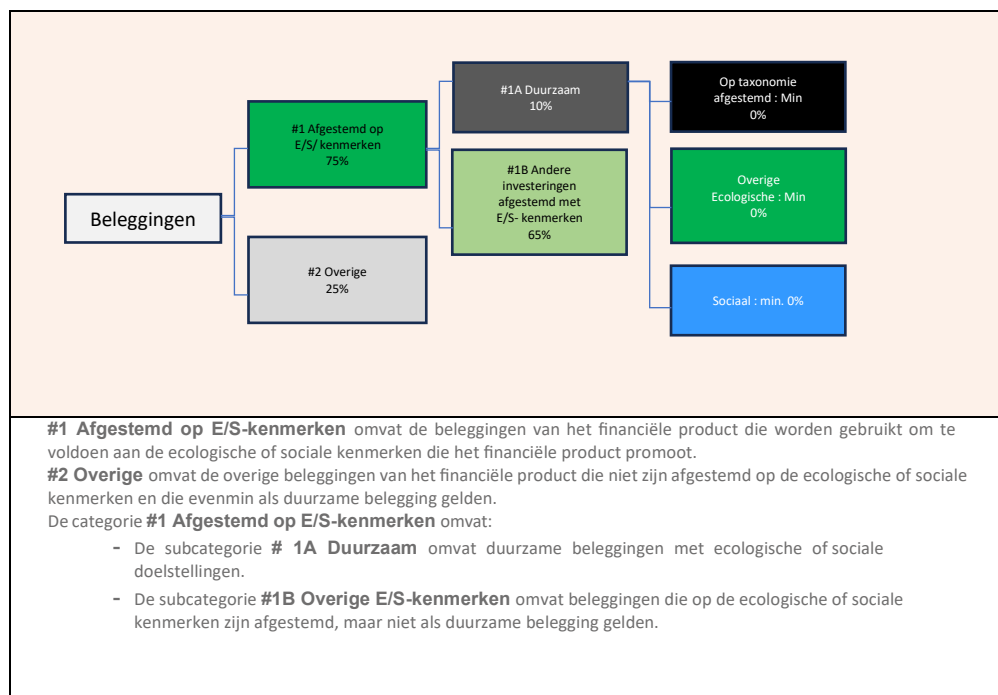 Beleggingen
#1 Afgestemd op
E/S/ kenmerken
75%
#2 Overige
25%
#1A Duurzaam
10%
#1B Andere
investeringen
afgestemd met
E/S- kenmerken
65%
Op taxonomie
afgestemd : Min
0%
Overige
Ecologische : Min
0%
Sociaal : min. 0%
#1 Afgestemd op E/S-kenmerken omvat de beleggingen van het financiële product die worden gebruikt om te
voldoen aan de ecologische of sociale kenmerken die het financiële product promoot.
#2 Overige omvat de overige beleggingen van het financiële product die niet zijn afgestemd op de ecologische of sociale
kenmerken en die evenmin als duurzame belegging gelden.
De categorie #1 Afgestemd op E/S-kenmerken omvat:
- De subcategorie # 1A Duurzaam omvat duurzame beleggingen met ecologische of sociale
doelstellingen.
- De subcategorie #1B Overige E/S-kenmerken omvat beleggingen die op de ecologische of sociale
kenmerken zijn afgestemd, maar niet als duurzame belegging gelden.